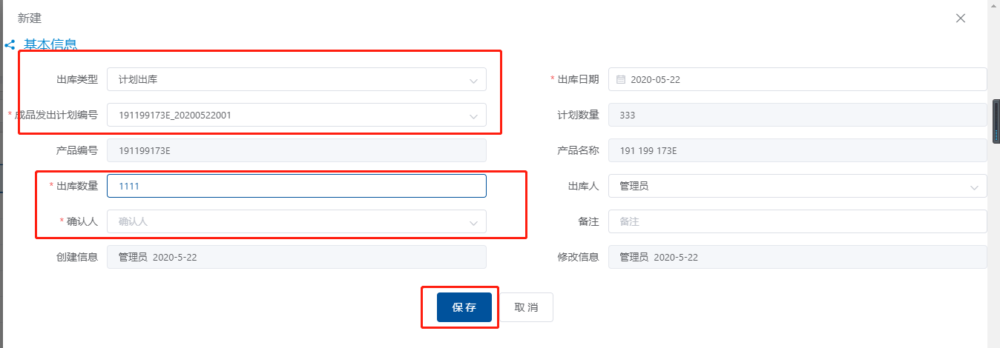 新建
基本信息
出库类型 计划出库 * 出库日期 2020-05-22
* 成品发出计划编号 191199173E_20200522001 计划数量 333
产品编号 191199173E 产品名称 191 199 173E
* 出库数量 1111 出库人 管理员
* 确认人 确认人 备注 备注
创建信息 管理员 2020-5-22 修改信息 管理员 2020-5-22
保存 取消